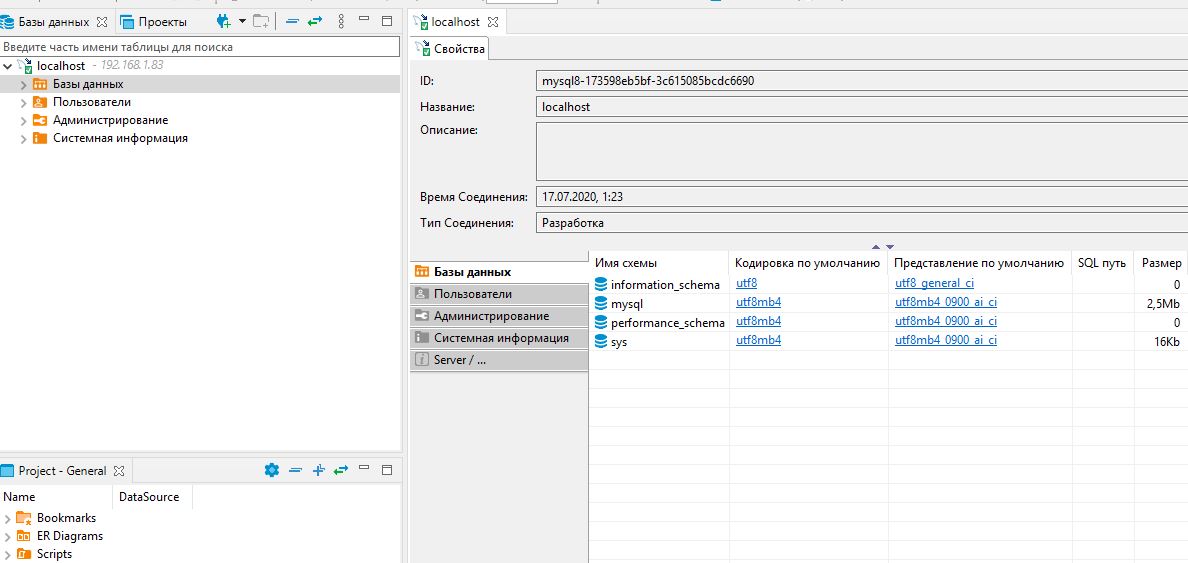 Базы данных
Проекты
Введите часть имени таблицы для поиска
localhost - 192.168.1.83
Базы данных
Пользователи
Администрирование
Системная информация
Project - General
Name DataSource
Bookmarks
ER Diagrams
Scripts
localhost
Свойства
ID: mysql8-173598eb5bf-3c615085bcdc6690
Название: localhost
Описание:
Время Соединения: 17.07.2020, 1:23
Тип Соединения: Разработка
Базы данных
Пользователи
Администрирование
Системная информация
Server / ...
Имя схемы Кодировка по умолчанию Представление по умолчанию SQL путь Размер
information_schema utf8 utf8_general_ci 0
mysql utf8mb4 utf8mb4_0900_ai_ci 2,5Mb
performance_schema utf8mb4 utf8mb4_0900_ai_ci 0
sys utf8mb4 utf8mb4_0900_ai_ci 16Kb